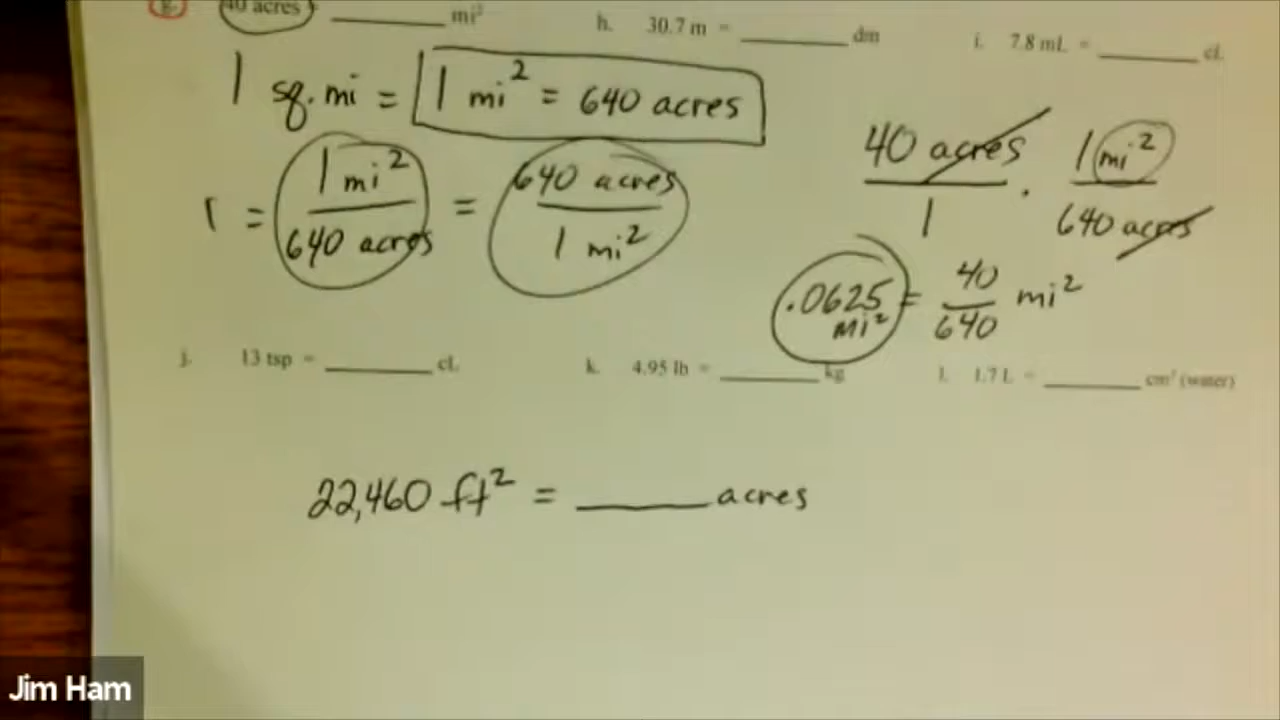 g. 40 acres = ______ mi²
h. 30.7 m = ______ dm
i. 7.8 mL = ______ cL
1 sq. mi = 1 mi² = 640 acres
1 = 1 mi² / 640 acres = 640 acres / 1 mi²
40 acres / 1 · 1 mi² / 640 acres
.0625 mi² = 40/640 mi²
j. 13 tsp = ______ cL
k. 4.95 lb = ______ kg
l. 1.7 L = ______ cm³ (water)
22,460 ft² = ______ acres
Jim Ham